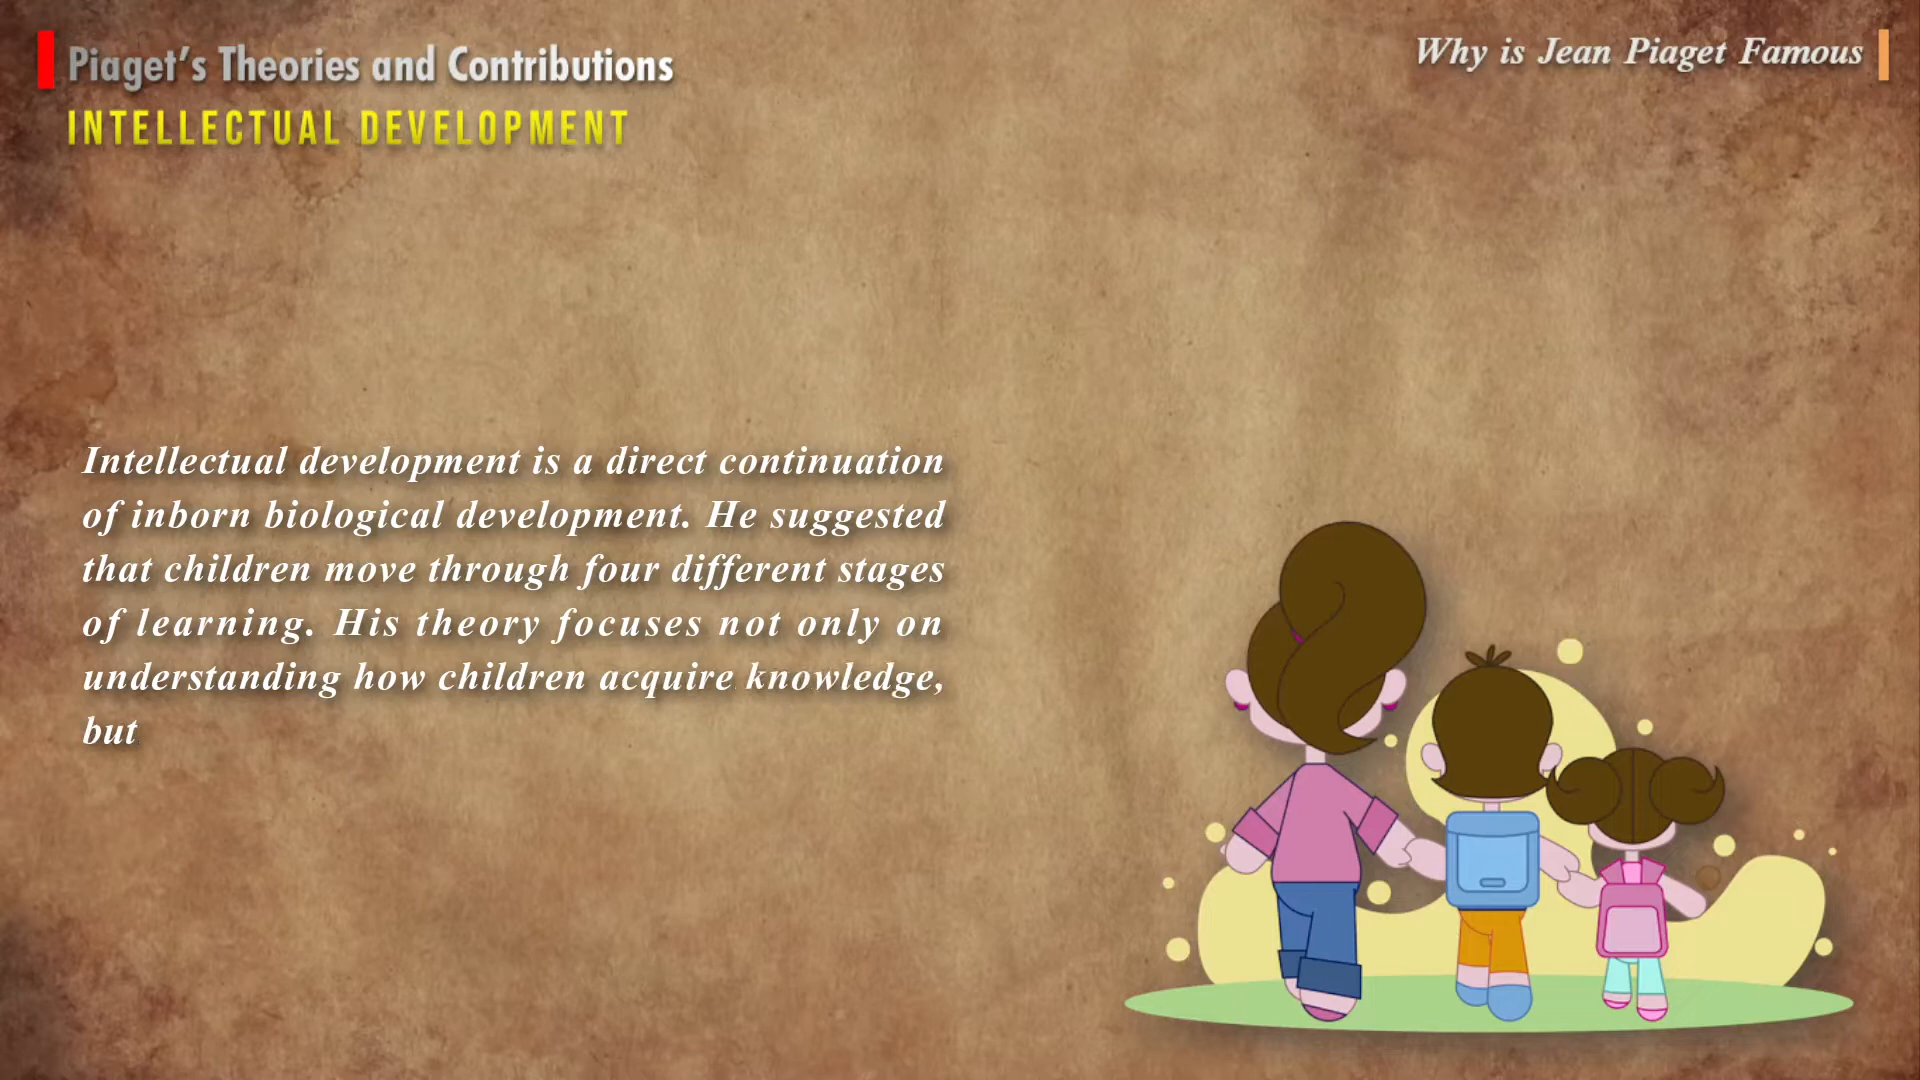 Piaget's Theories and Contributions
INTELLECTUAL DEVELOPMENT
Why is Jean Piaget Famous
Intellectual development is a direct continuation
of inborn biological development. He suggested
that children move through four different stages
of learning. His theory focuses not only on
understanding how children acquire knowledge,
but